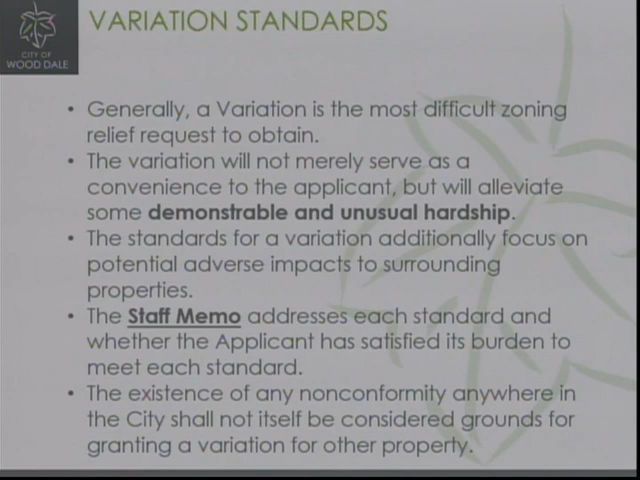 CITY OF
WOOD DALE
VARIATION STANDARDS
• Generally, a Variation is the most difficult zoning
relief request to obtain.
• The variation will not merely serve as a
convenience to the applicant, but will alleviate
some demonstrable and unusual hardship.
• The standards for a variation additionally focus on
potential adverse impacts to surrounding
properties.
• The Staff Memo addresses each standard and
whether the Applicant has satisfied its burden to
meet each standard.
• The existence of any nonconformity anywhere in
the City shall not itself be considered grounds for
granting a variation for other property.